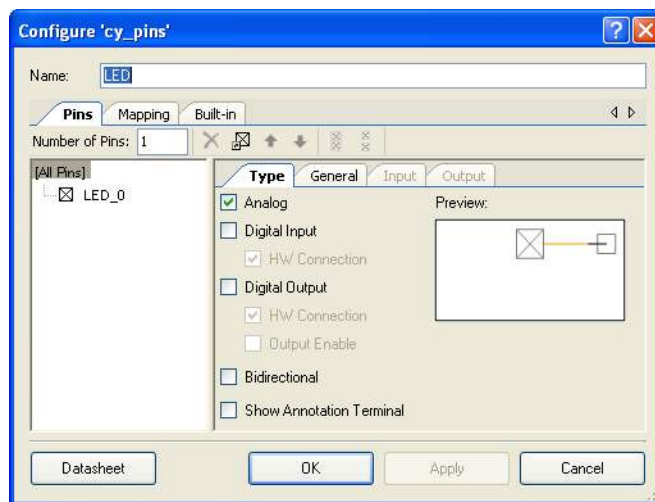 Configure 'cy_pins'
Name: LED
Pins Mapping Built-in
Number of Pins: 1
[All Pins]
LED_0
Type General Input Output
Analog
Preview:
Digital Input
HW Connection
Digital Output
HW Connection
Output Enable
Bidirectional
Show Annotation Terminal
Datasheet OK Apply Cancel